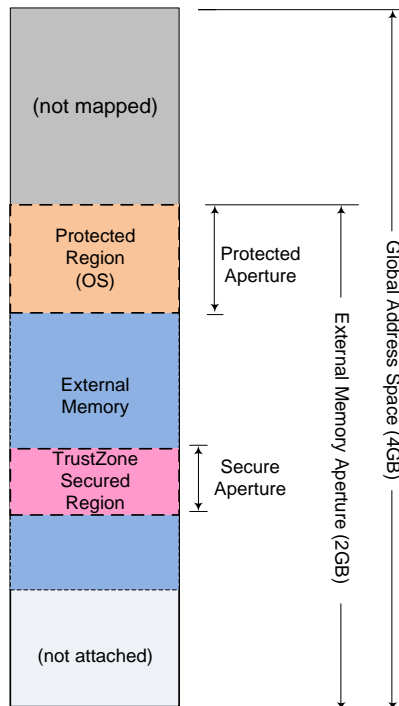 (not mapped)
Protected
Region
(OS)
Protected
Aperture
External
Memory
TrustZone
Secured
Region
Secure
Aperture
(not attached)
External Memory Aperture (2GB)
Global Address Space (4GB)